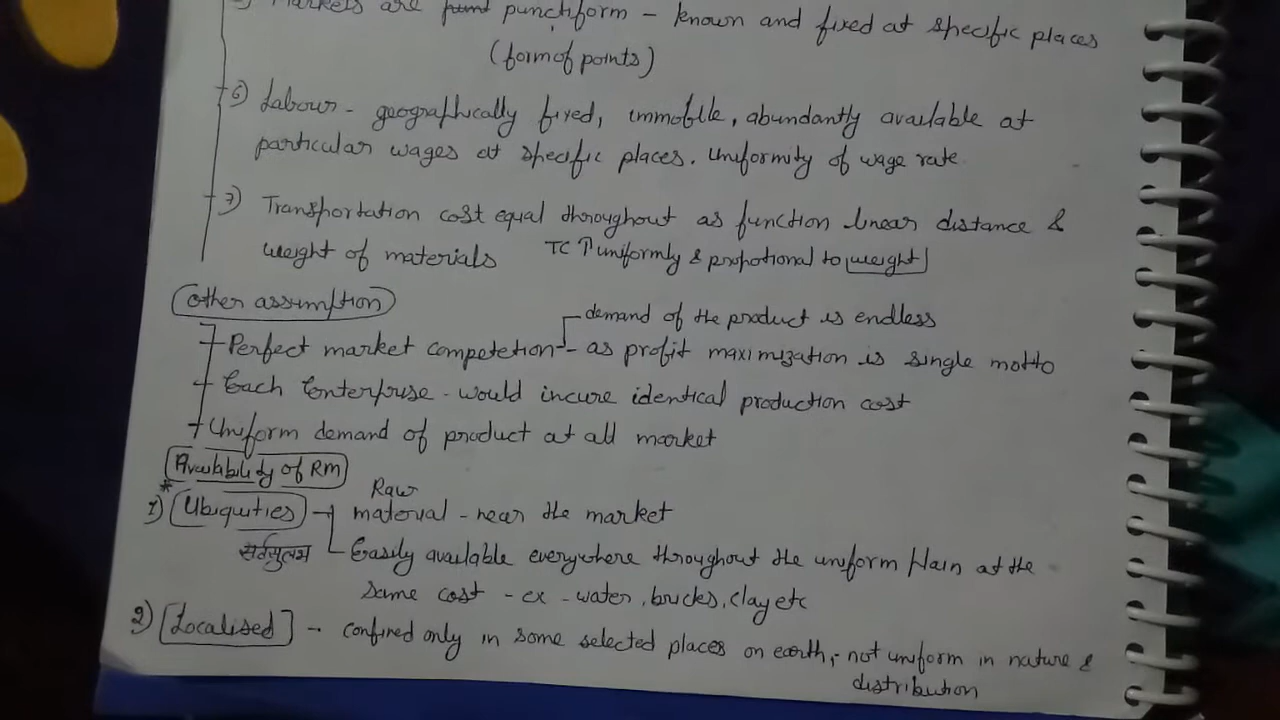 Markets are punctiform - known and fixed at specific places
(form of points)
6) Labour - geographically fixed, immobile, abundantly available at
particular wages at specific places. Uniformity of wage rate
7) Transportation cost equal throughout as function linear distance &
weight of materials TC ↑ uniformly & propotional to weight
Other assumption
demand of the product is endless
Perfect market competetion - as profit maximization is single motto
Each Enterprise - would incure identical production cost
Uniform demand of product at all market
Availability of RM
Raw
1) Ubiquities - material - near the market
सर्वसुलभ Easily available everywhere throughout the uniform plain at the
same cost - ex - water, bricks, clay etc
2) Localised - confined only in some selected places on earth, - not uniform in nature &
distribution